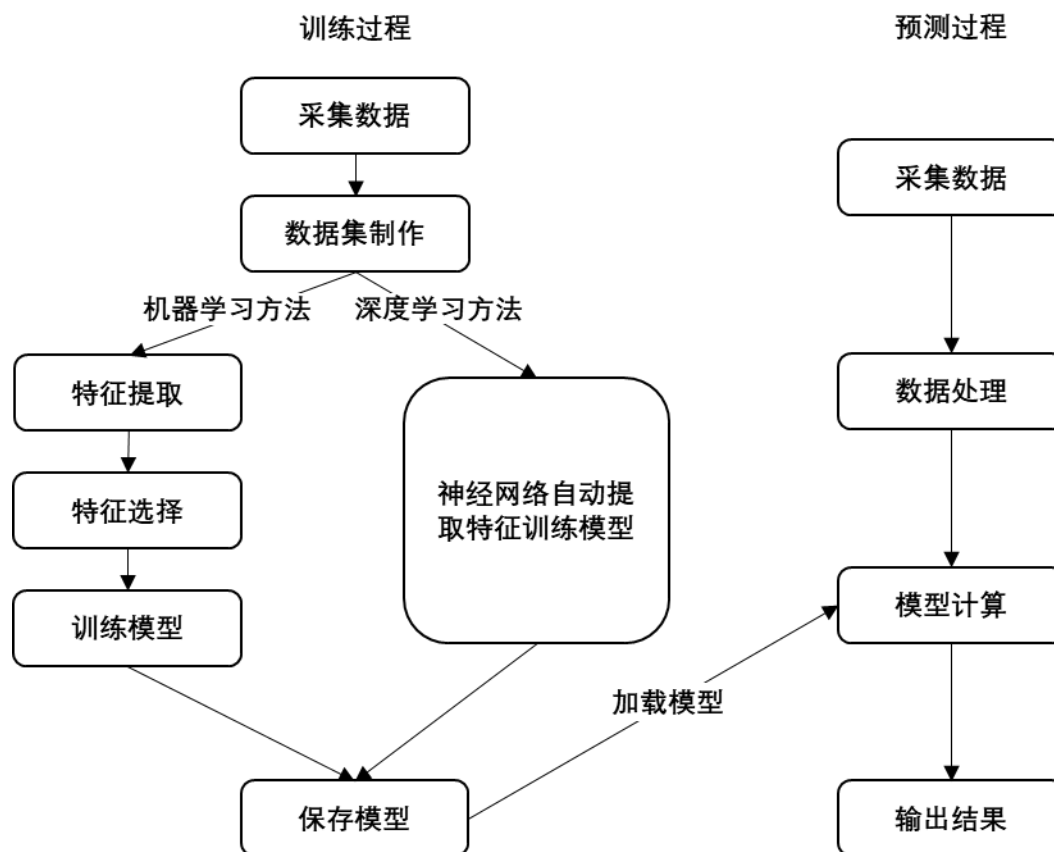 训练过程
采集数据
数据集制作
机器学习方法
深度学习方法
特征提取
特征选择
训练模型
神经网络自动提
取特征训练模型
保存模型
加载模型
预测过程
采集数据
数据处理
模型计算
输出结果